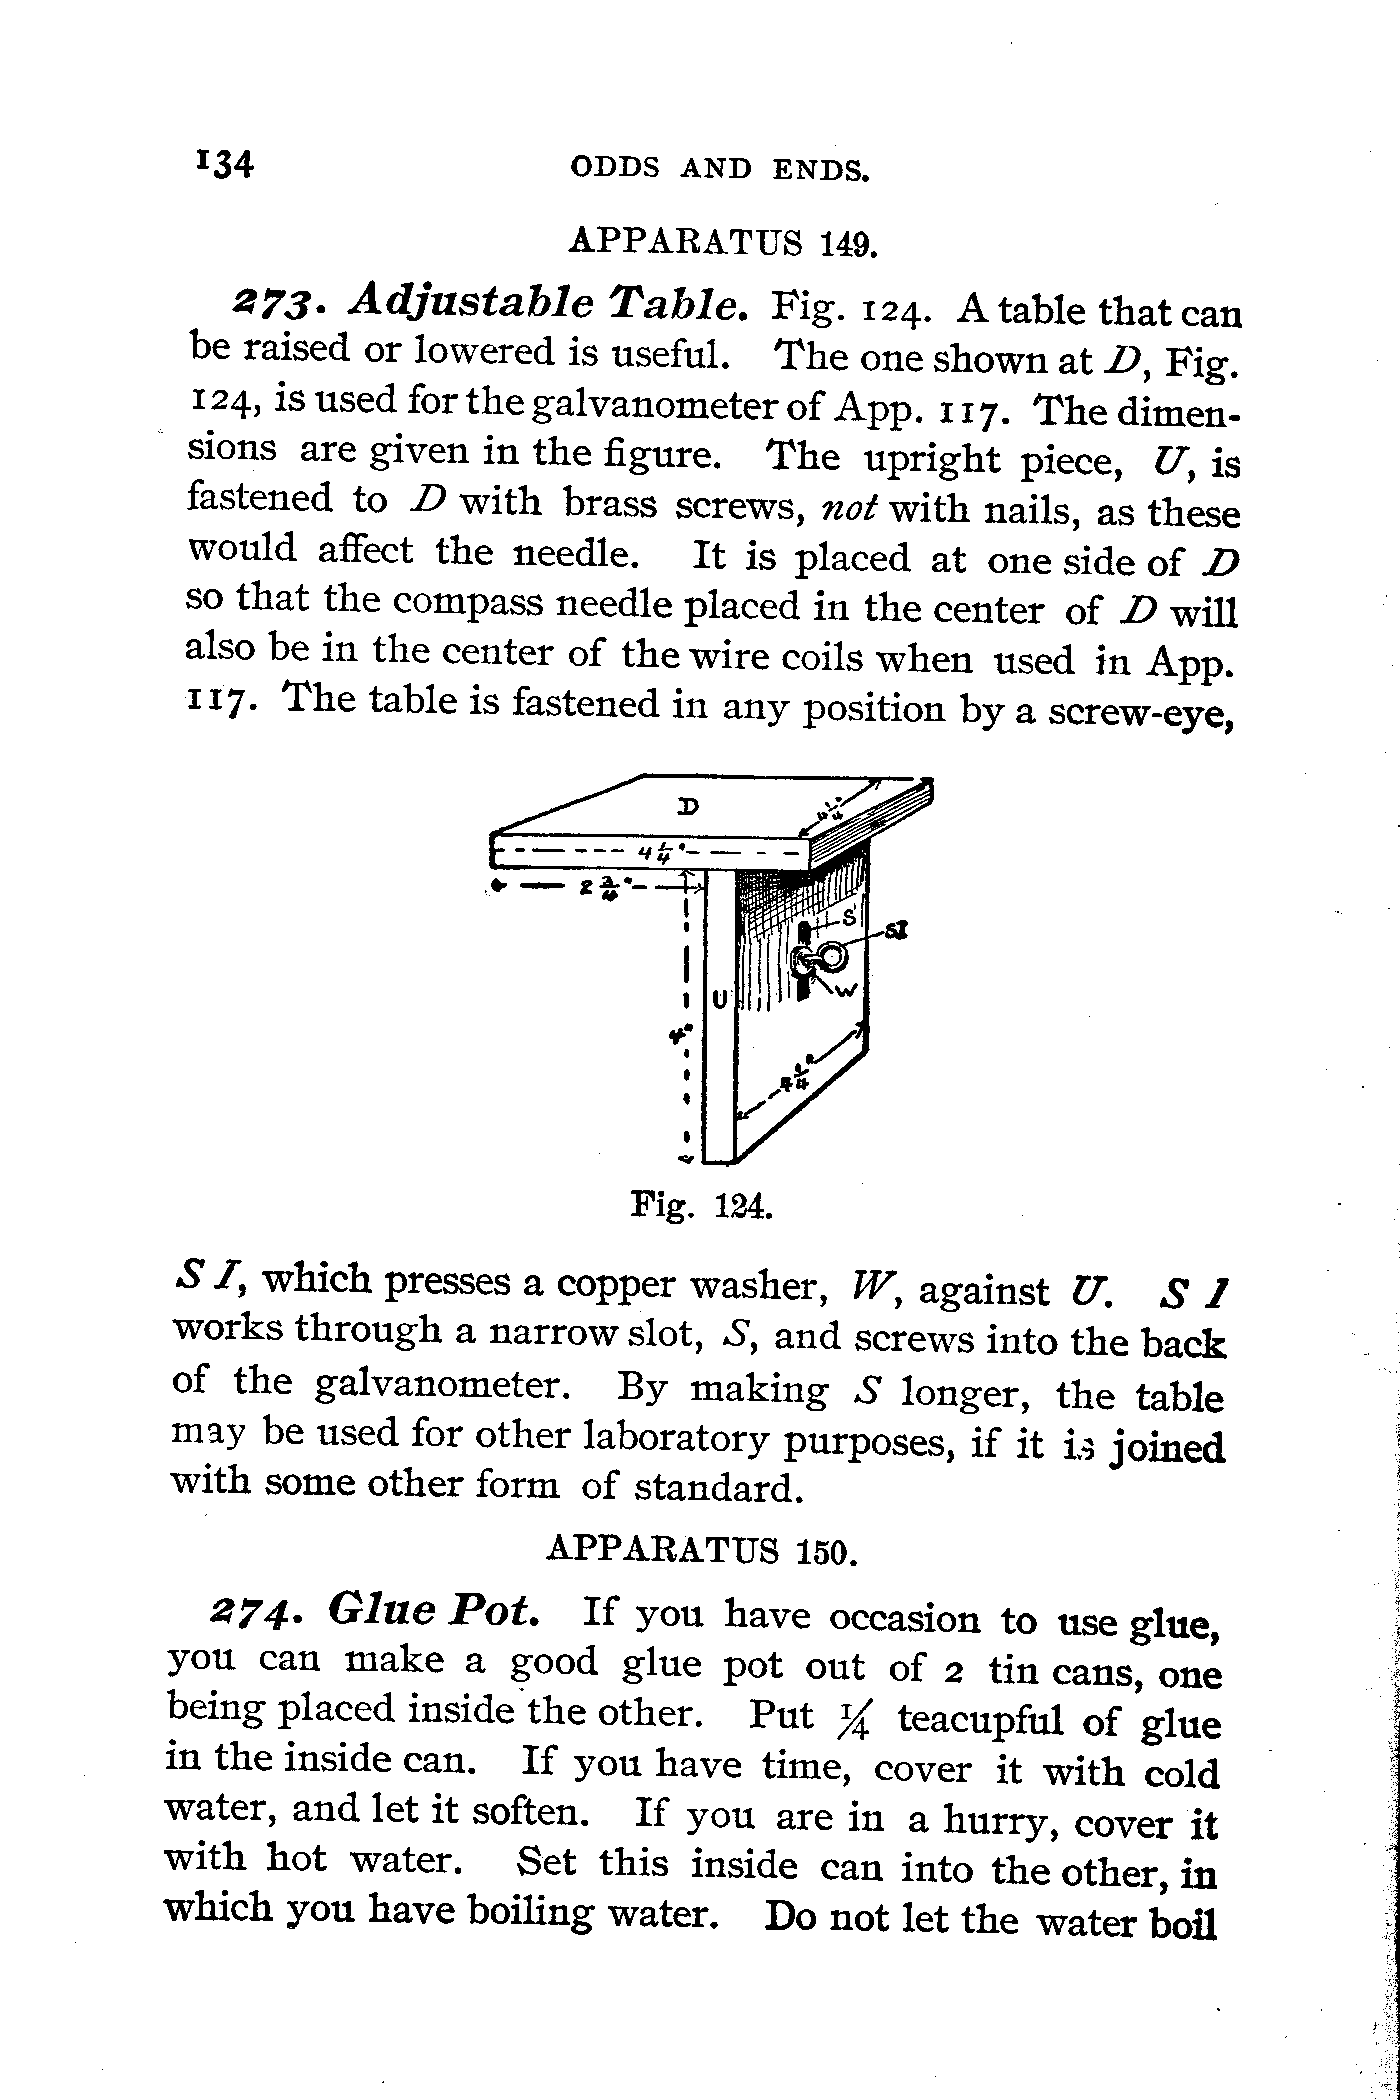 134 ODDS AND ENDS.
APPARATUS 149.
273. Adjustable Table. Fig. 124. A table that can
be raised or lowered is useful. The one shown at D, Fig.
124, is used for the galvanometer of App. 117. The dimen-
sions are given in the figure. The upright piece, U, is
fastened to D with brass screws, not with nails, as these
would affect the needle. It is placed at one side of D
so that the compass needle placed in the center of D will
also be in the center of the wire coils when used in App.
117. The table is fastened in any position by a screw-eye,
D
4 1/4"
4 1/4"
2 3/4"
S
SI
W
U
4"
4 1/4"
Fig. 124.
S I, which presses a copper washer, W, against U. S I
works through a narrow slot, S, and screws into the back
of the galvanometer. By making S longer, the table
may be used for other laboratory purposes, if it is joined
with some other form of standard.
APPARATUS 150.
274. Glue Pot. If you have occasion to use glue,
you can make a good glue pot out of 2 tin cans, one
being placed inside the other. Put ¼ teacupful of glue
in the inside can. If you have time, cover it with cold
water, and let it soften. If you are in a hurry, cover it
with hot water. Set this inside can into the other, in
which you have boiling water. Do not let the water boil